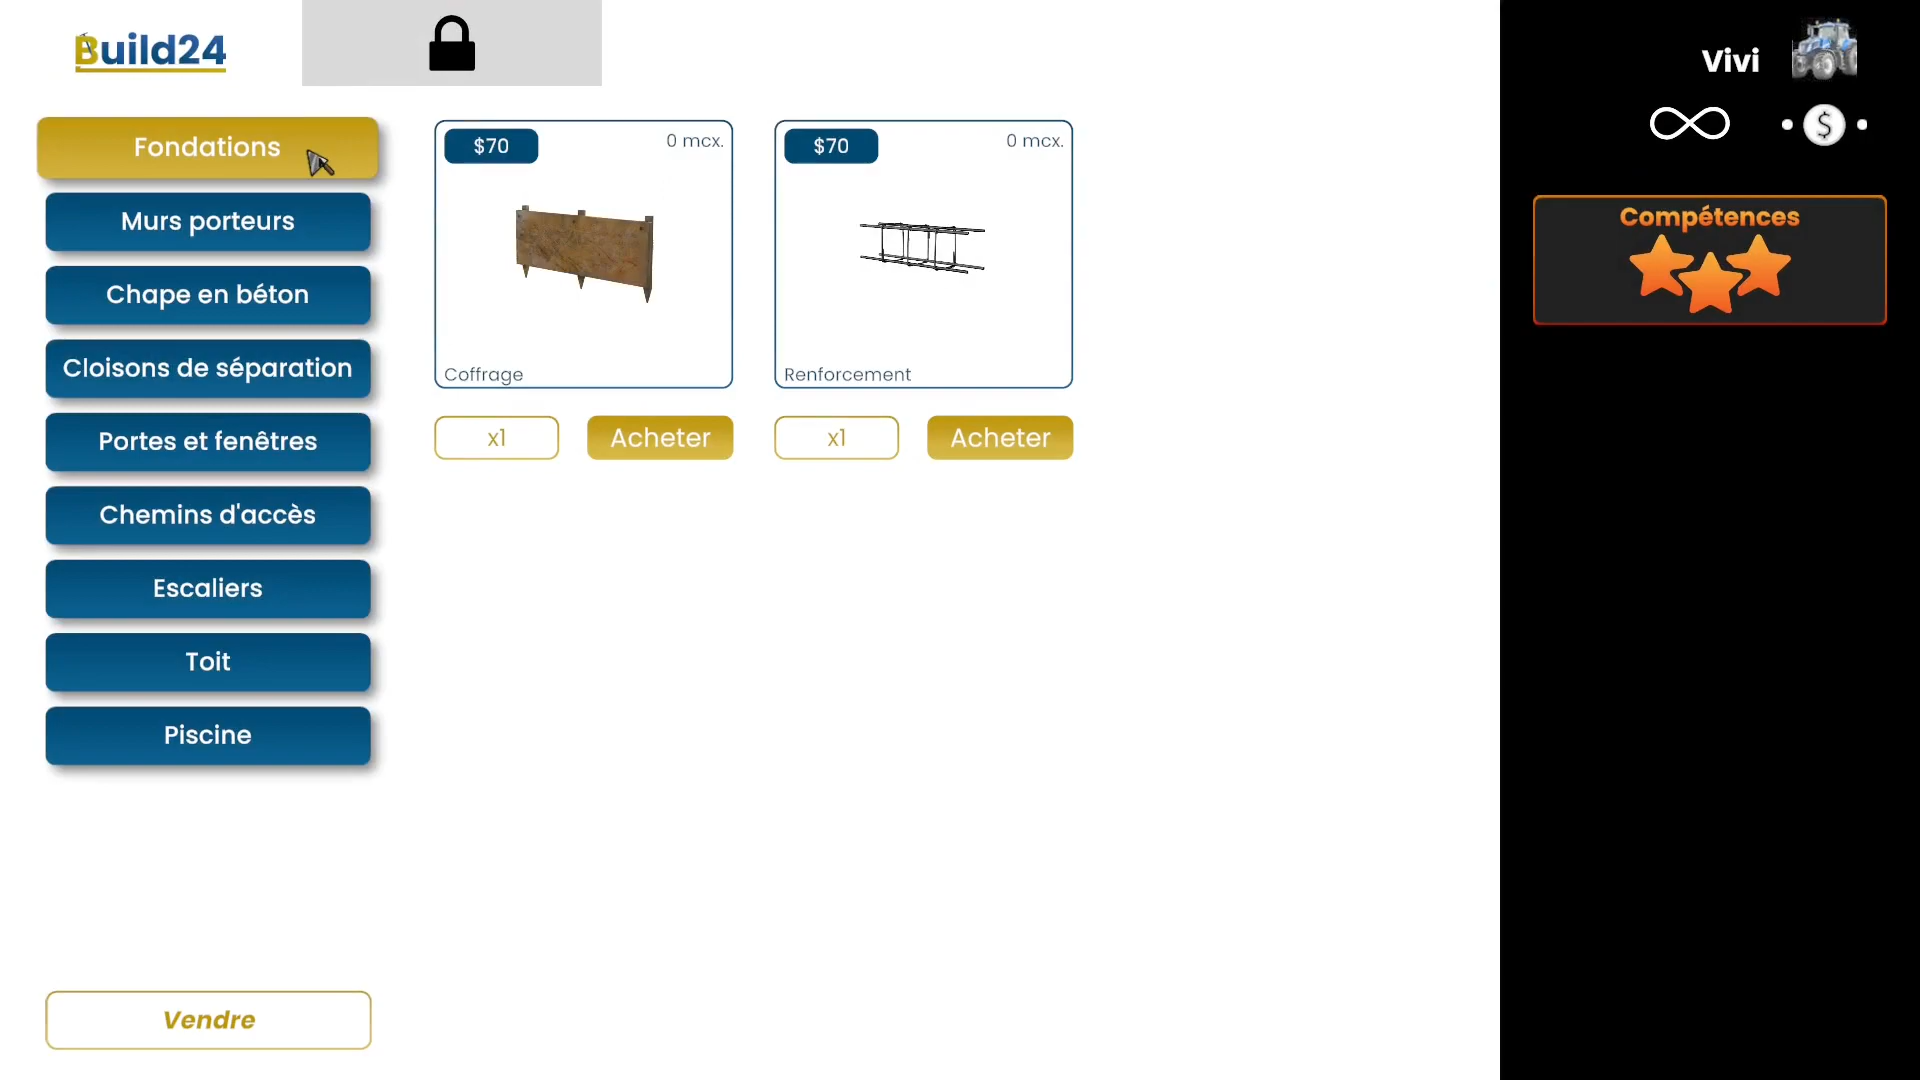 Build24
Vivi
Fondations
Murs porteurs
Chape en béton
Cloisons de séparation
Portes et fenêtres
Chemins d'accès
Escaliers
Toit
Piscine
Vendre
$70
0 mcx.
Coffrage
x1
Acheter
$70
0 mcx.
Renforcement
x1
Acheter
$
Compétences